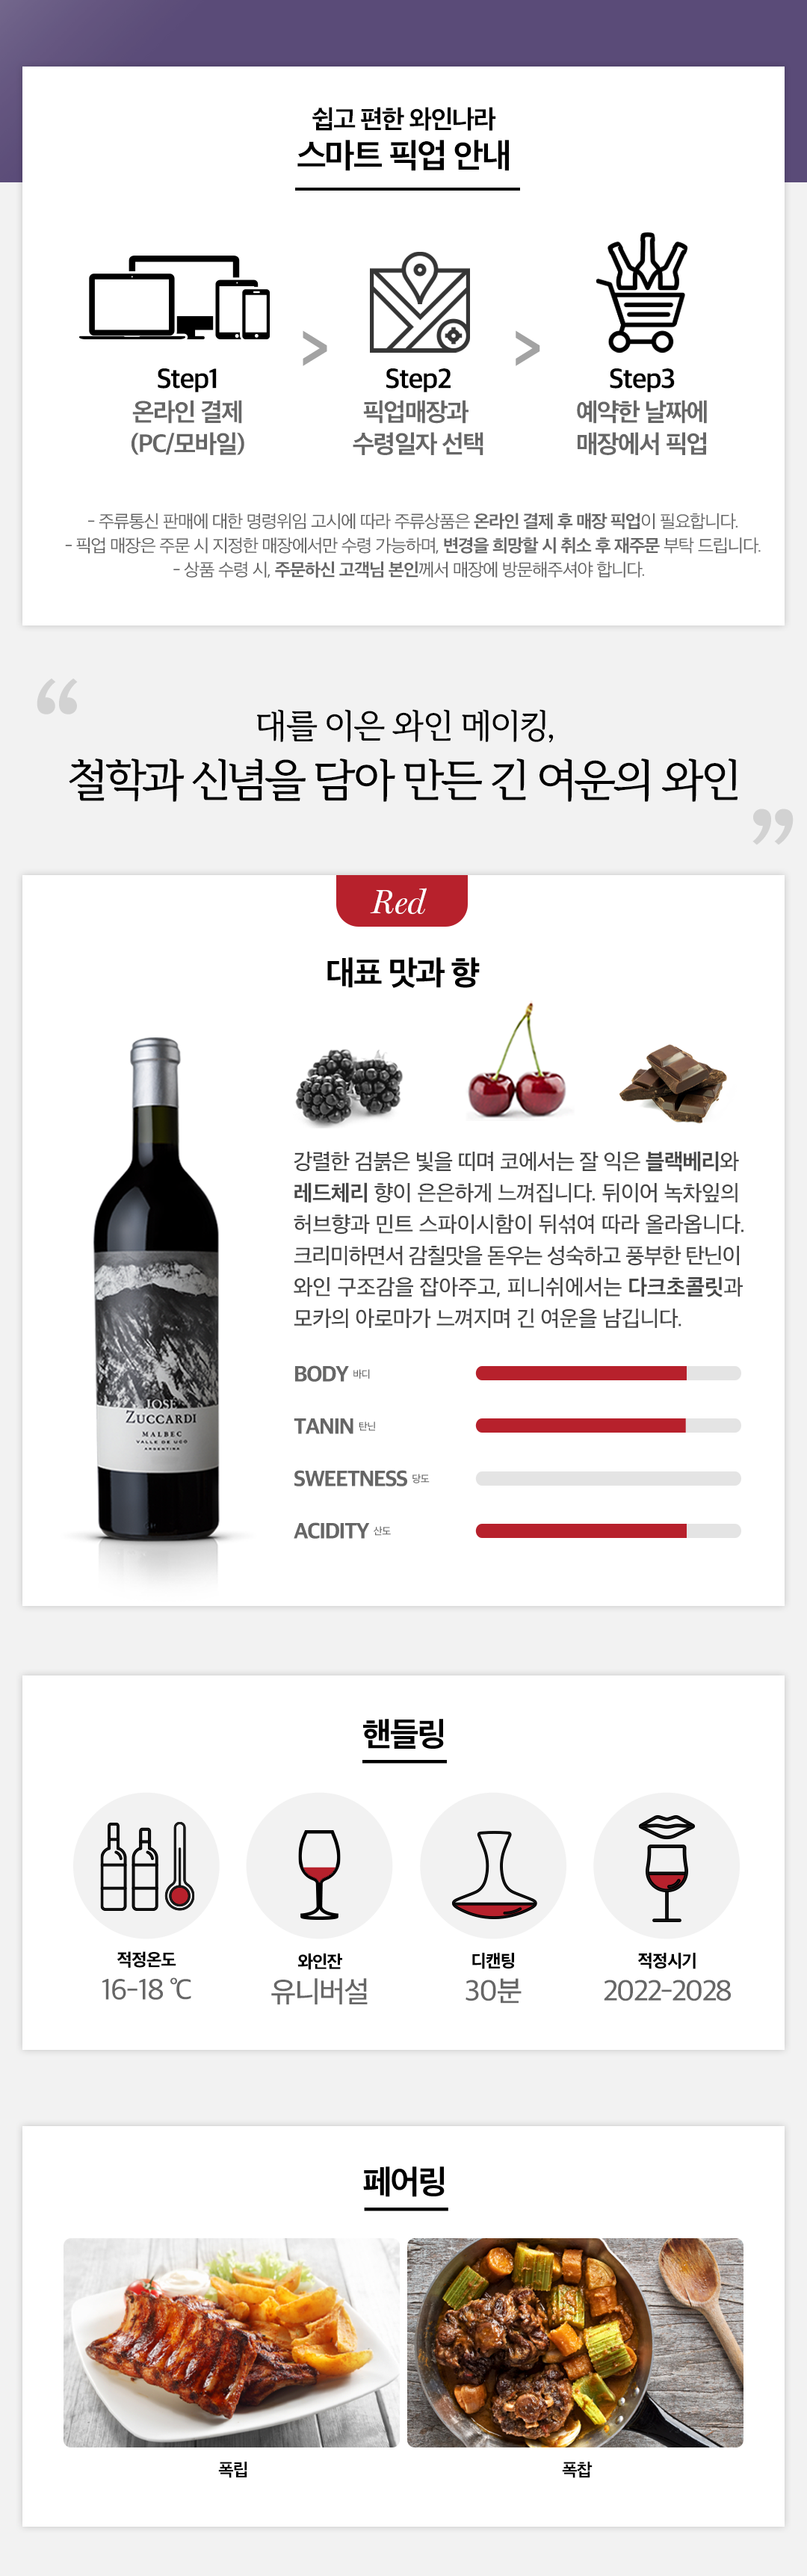 쉽고 편한 와인나라
스마트 픽업 안내
Step1
온라인 결제
(PC/모바일)
>
Step2
픽업매장과
수령일자 선택
>
Step3
예약한 날짜에
매장에서 픽업
- 주류통신 판매에 대한 명령위임 고시에 따라 주류상품은 온라인 결제 후 매장 픽업이 필요합니다.
- 픽업 매장은 주문 시 지정한 매장에서만 수령 가능하며, 변경을 희망할 시 취소 후 재주문 부탁 드립니다.
- 상품 수령 시, 주문하신 고객님 본인께서 매장에 방문해주셔야 합니다.
“
대를 이은 와인 메이킹,
철학과 신념을 담아 만든 긴 여운의 와인
”
Red
대표 맛과 향
강렬한 검붉은 빛을 띠며 코에서는 잘 익은 블랙베리와
레드체리 향이 은은하게 느껴집니다. 뒤이어 녹차잎의
허브향과 민트 스파이시함이 뒤섞여 따라 올라옵니다.
크리미하면서 감칠맛을 돋우는 성숙하고 풍부한 탄닌이
와인 구조감을 잡아주고, 피니쉬에서는 다크초콜릿과
모카의 아로마가 느껴지며 긴 여운을 남깁니다.
JOSÉ
ZUCCARDI
MALBEC
VALLE DE UCO
ARGENTINA
BODY 바디
TANIN 탄닌
SWEETNESS 당도
ACIDITY 산도
핸들링
적정온도
16-18 ℃
와인잔
유니버설
디캔팅
30분
적정시기
2022-2028
페어링
폭립
폭찹